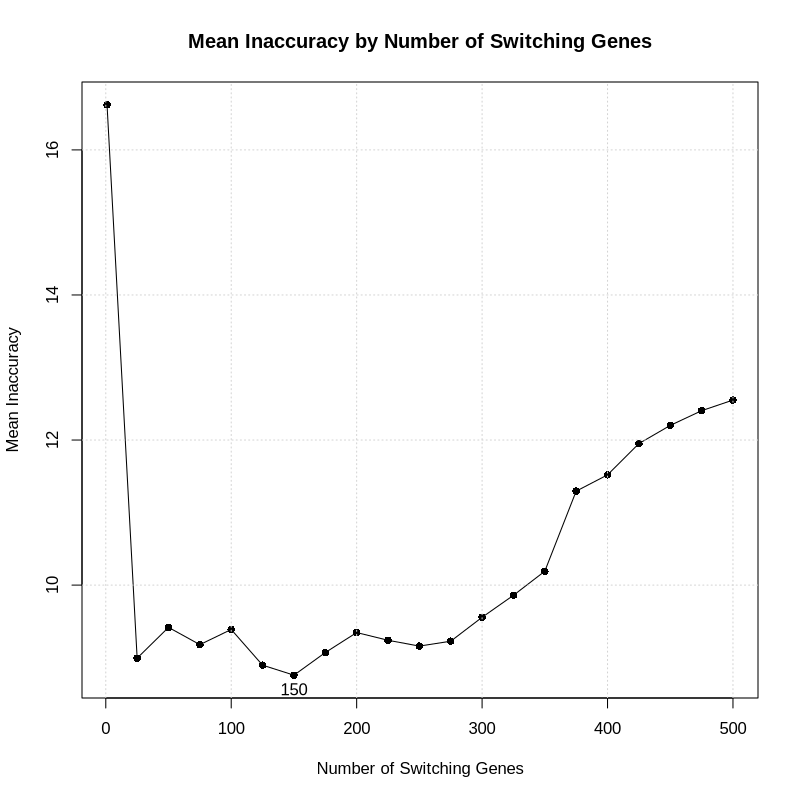 Mean Inaccuracy by Number of Switching Genes
Mean Inaccuracy
16
14
12
10
150
0 100 200 300 400 500
Number of Switching Genes